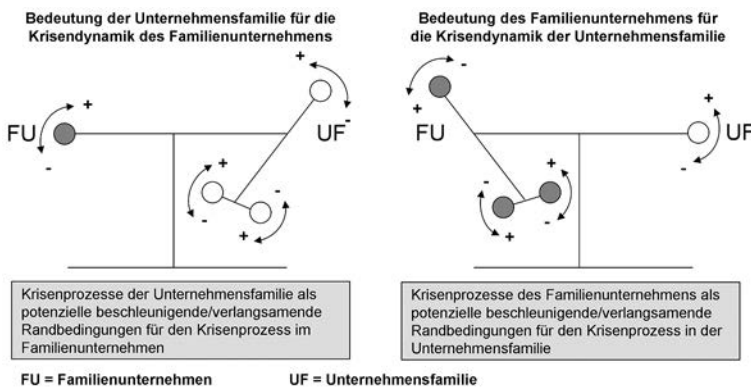 Bedeutung der Unternehmensfamilie für die
Krisendynamik des Familienunternehmens
+
-
+
FU
-
UF
+
-
-
+
Krisenprozesse der Unternehmensfamilie als
potenzielle beschleunigende/verlangsamende
Randbedingungen für den Krisenprozess im
Familienunternehmen
Bedeutung des Familienunternehmens für
die Krisendynamik der Unternehmensfamilie
-
+
FU
+
-
UF
-
+
+
-
Krisenprozesse des Familienunternehmens als
potenzielle beschleunigende/verlangsamende
Randbedingungen für den Krisenprozess in der
Unternehmensfamilie
FU = Familienunternehmen UF = Unternehmensfamilie